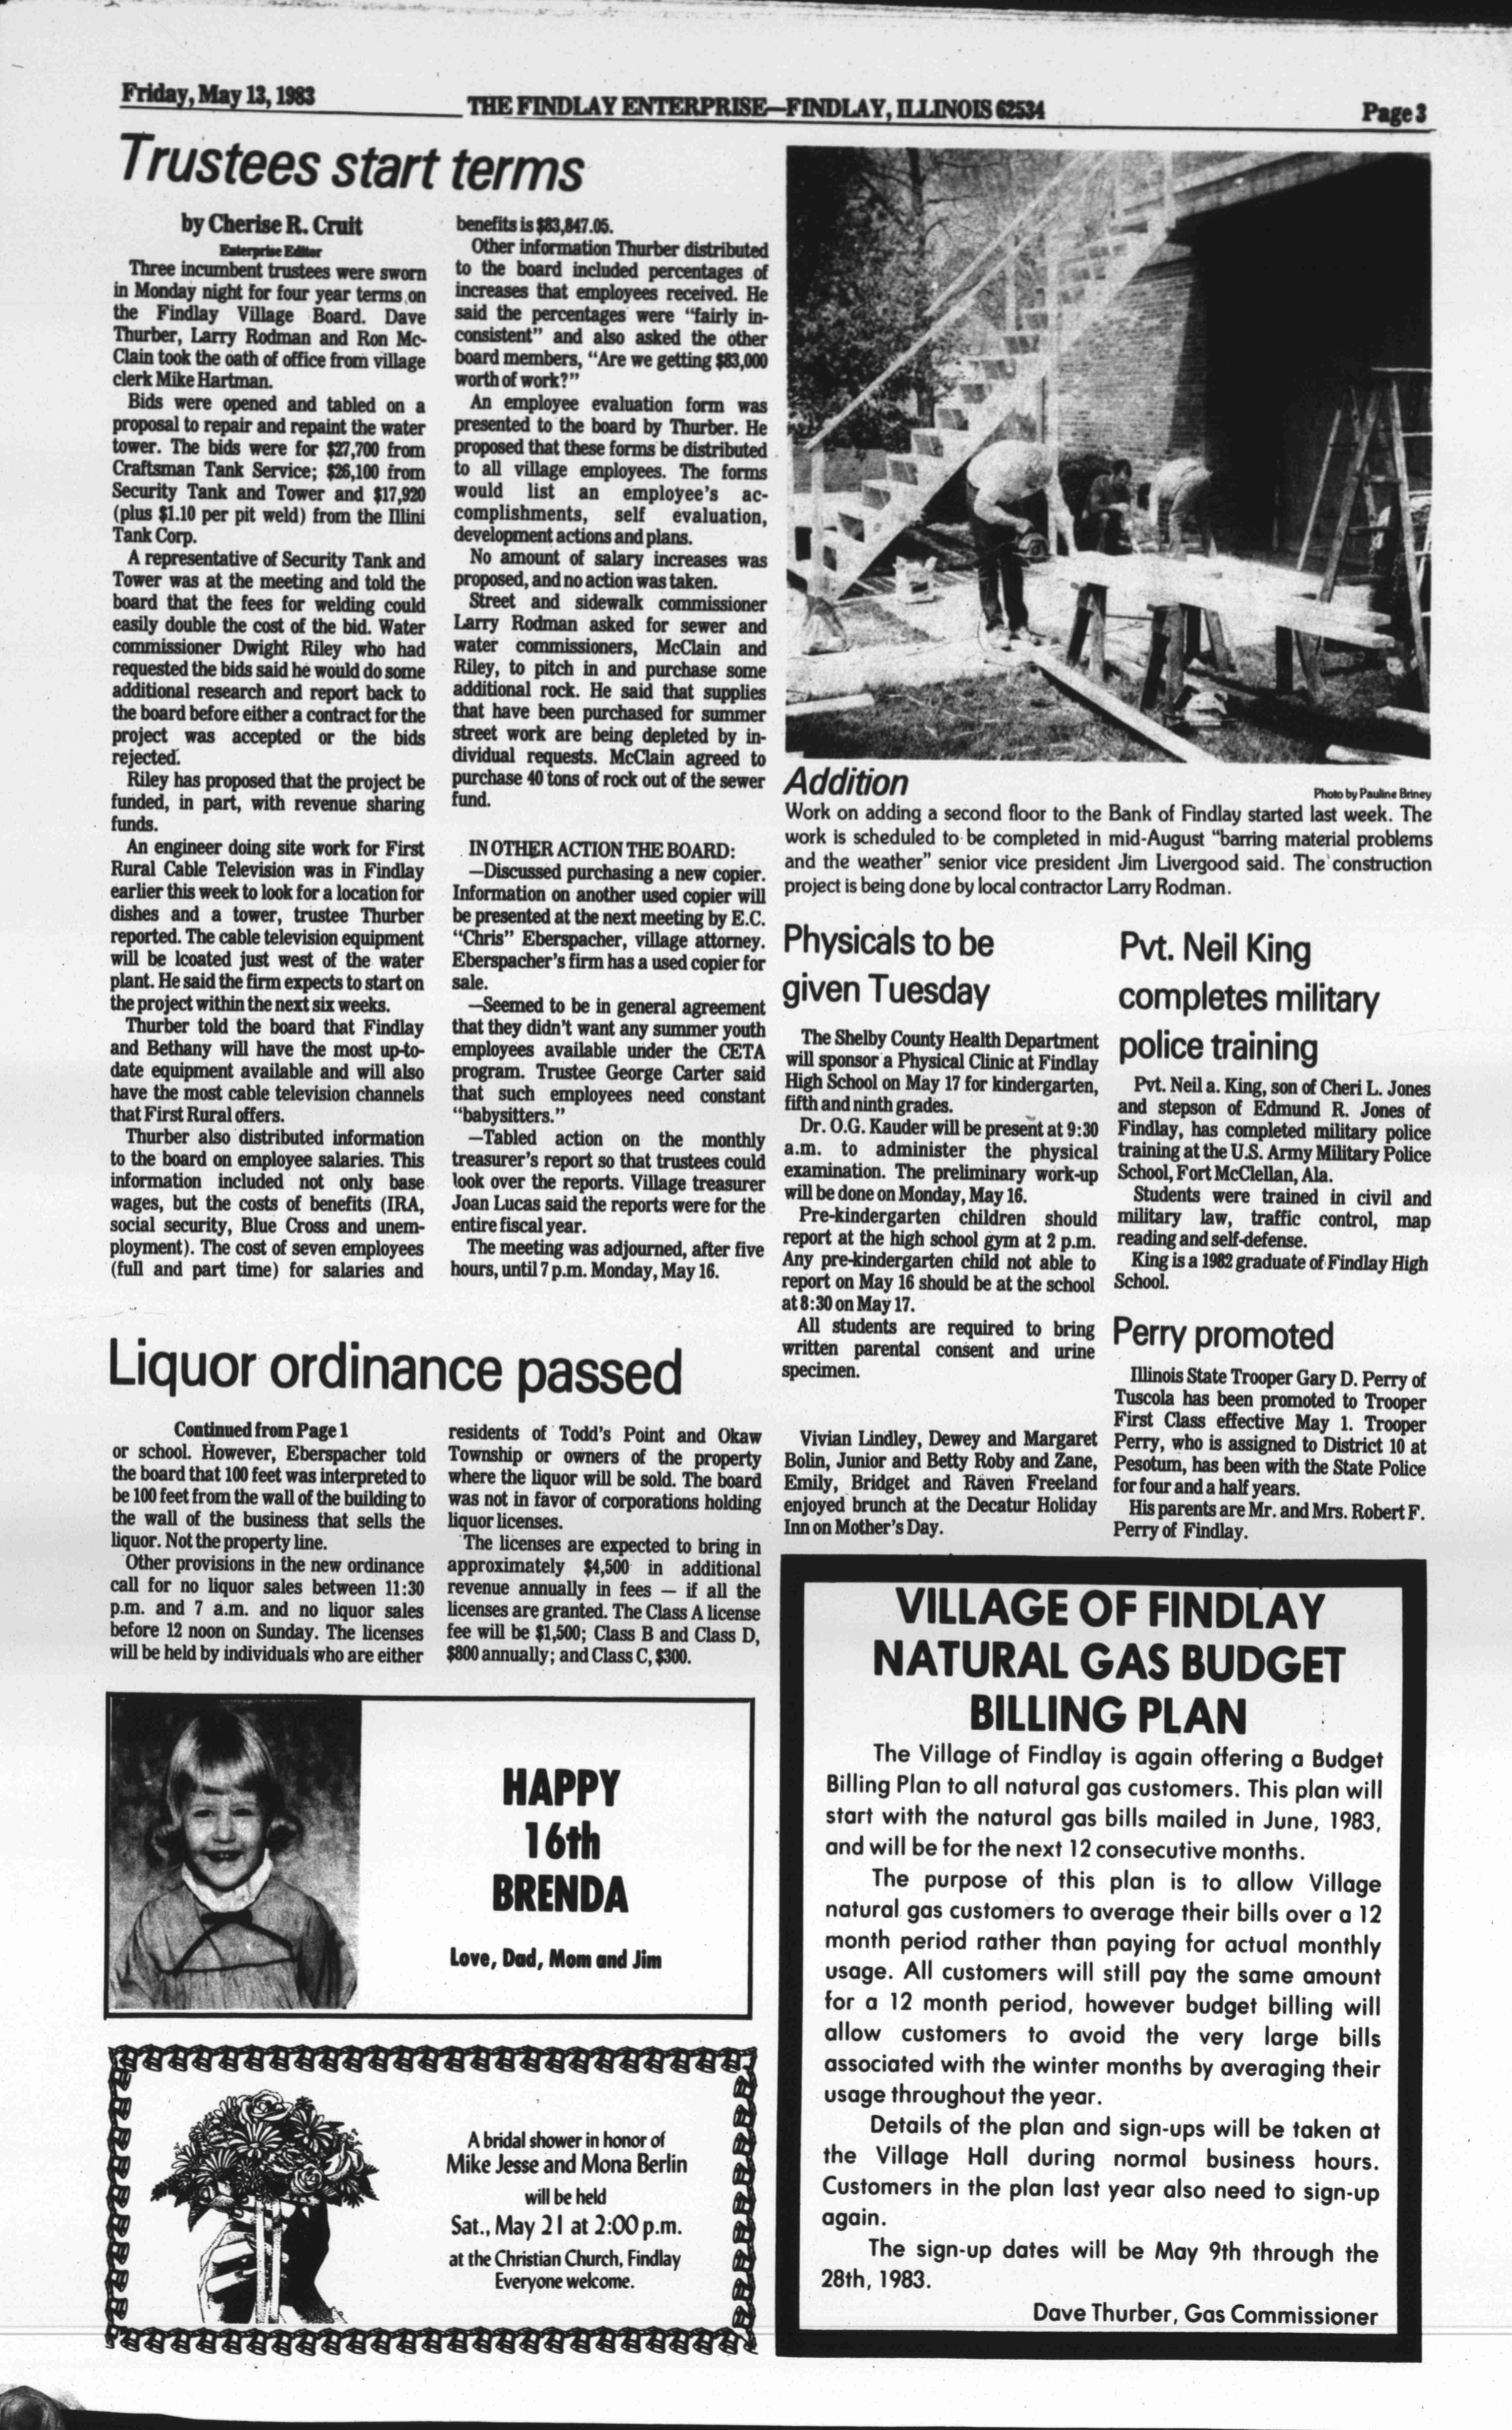 Friday, May 13, 1983
THE FINDLAY ENTERPRISE—FINDLAY, ILLINOIS 62534
Page 3
Trustees start terms
by Cherise R. Cruit
Enterprise Editor
Three incumbent trustees were sworn
in Monday night for four year terms on
the Findlay Village Board. Dave
Thurber, Larry Rodman and Ron Mc-
Clain took the oath of office from village
clerk Mike Hartman.
Bids were opened and tabled on a
proposal to repair and repaint the water
tower. The bids were for $27,700 from
Craftsman Tank Service; $26,100 from
Security Tank and Tower and $17,920
(plus $1.10 per pit weld) from the Illini
Tank Corp.
A representative of Security Tank and
Tower was at the meeting and told the
board that the fees for welding could
easily double the cost of the bid. Water
commissioner Dwight Riley who had
requested the bids said he would do some
additional research and report back to
the board before either a contract for the
project was accepted or the bids
rejected.
Riley has proposed that the project be
funded, in part, with revenue sharing
funds.
An engineer doing site work for First
Rural Cable Television was in Findlay
earlier this week to look for a location for
dishes and a tower, trustee Thurber
reported. The cable television equipment
will be lcoated just west of the water
plant. He said the firm expects to start on
the project within the next six weeks.
Thurber told the board that Findlay
and Bethany will have the most up-to-
date equipment available and will also
have the most cable television channels
that First Rural offers.
Thurber also distributed information
to the board on employee salaries. This
information included not only base
wages, but the costs of benefits (IRA,
social security, Blue Cross and unem-
ployment). The cost of seven employees
(full and part time) for salaries and
benefits is $83,847.05.
Other information Thurber distributed
to the board included percentages of
increases that employees received. He
said the percentages were "fairly in-
consistent" and also asked the other
board members, "Are we getting $83,000
worth of work?"
An employee evaluation form was
presented to the board by Thurber. He
proposed that these forms be distributed
to all village employees. The forms
would list an employee's ac-
complishments, self evaluation,
development actions and plans.
No amount of salary increases was
proposed, and no action was taken.
Street and sidewalk commissioner
Larry Rodman asked for sewer and
water commissioners, McClain and
Riley, to pitch in and purchase some
additional rock. He said that supplies
that have been purchased for summer
street work are being depleted by in-
dividual requests. McClain agreed to
purchase 40 tons of rock out of the sewer
fund.
IN OTHER ACTION THE BOARD:
—Discussed purchasing a new copier.
Information on another used copier will
be presented at the next meeting by E.C.
"Chris" Eberspacher, village attorney.
Eberspacher's firm has a used copier for
sale.
—Seemed to be in general agreement
that they didn't want any summer youth
employees available under the CETA
program. Trustee George Carter said
that such employees need constant
"babysitters."
—Tabled action on the monthly
treasurer's report so that trustees could
look over the reports. Village treasurer
Joan Lucas said the reports were for the
entire fiscal year.
The meeting was adjourned, after five
hours, until 7 p.m. Monday, May 16.
Addition
Photo by Pauline Briney
Work on adding a second floor to the Bank of Findlay started last week. The
work is scheduled to be completed in mid-August "barring material problems
and the weather" senior vice president Jim Livergood said. The construction
project is being done by local contractor Larry Rodman.
Physicals to be
given Tuesday
The Shelby County Health Department
will sponsor a Physical Clinic at Findlay
High School on May 17 for kindergarten,
fifth and ninth grades.
Dr. O.G. Kauder will be present at 9:30
a.m. to administer the physical
examination. The preliminary work-up
will be done on Monday, May 16.
Pre-kindergarten children should
report at the high school gym at 2 p.m.
Any pre-kindergarten child not able to
report on May 16 should be at the school
at 8:30 on May 17.
All students are required to bring
written parental consent and urine
specimen.
Vivian Lindley, Dewey and Margaret
Bolin, Junior and Betty Roby and Zane,
Emily, Bridget and Raven Freeland
enjoyed brunch at the Decatur Holiday
Inn on Mother's Day.
Pvt. Neil King
completes military
police training
Pvt. Neil a. King, son of Cheri L. Jones
and stepson of Edmund R. Jones of
Findlay, has completed military police
training at the U.S. Army Military Police
School, Fort McClellan, Ala.
Students were trained in civil and
military law, traffic control, map
reading and self-defense.
King is a 1982 graduate of Findlay High
School.
Perry promoted
Illinois State Trooper Gary D. Perry of
Tuscola has been promoted to Trooper
First Class effective May 1. Trooper
Perry, who is assigned to District 10 at
Pesotum, has been with the State Police
for four and a half years.
His parents are Mr. and Mrs. Robert F.
Perry of Findlay.
Liquor ordinance passed
Continued from Page 1
or school. However, Eberspacher told
the board that 100 feet was interpreted to
be 100 feet from the wall of the building to
the wall of the business that sells the
liquor. Not the property line.
Other provisions in the new ordinance
call for no liquor sales between 11:30
p.m. and 7 a.m. and no liquor sales
before 12 noon on Sunday. The licenses
will be held by individuals who are either
residents of Todd's Point and Okaw
Township or owners of the property
where the liquor will be sold. The board
was not in favor of corporations holding
liquor licenses.
The licenses are expected to bring in
approximately $4,500 in additional
revenue annually in fees — if all the
licenses are granted. The Class A license
fee will be $1,500; Class B and Class D,
$800 annually; and Class C, $300.
HAPPY
16th
BRENDA
Love, Dad, Mom and Jim
A bridal shower in honor of
Mike Jesse and Mona Berlin
will be held
Sat., May 21 at 2:00 p.m.
at the Christian Church, Findlay
Everyone welcome.
VILLAGE OF FINDLAY
NATURAL GAS BUDGET
BILLING PLAN
The Village of Findlay is again offering a Budget
Billing Plan to all natural gas customers. This plan will
start with the natural gas bills mailed in June, 1983,
and will be for the next 12 consecutive months.
The purpose of this plan is to allow Village
natural gas customers to average their bills over a 12
month period rather than paying for actual monthly
usage. All customers will still pay the same amount
for a 12 month period, however budget billing will
allow customers to avoid the very large bills
associated with the winter months by averaging their
usage throughout the year.
Details of the plan and sign-ups will be taken at
the Village Hall during normal business hours.
Customers in the plan last year also need to sign-up
again.
The sign-up dates will be May 9th through the
28th, 1983.
Dave Thurber, Gas Commissioner